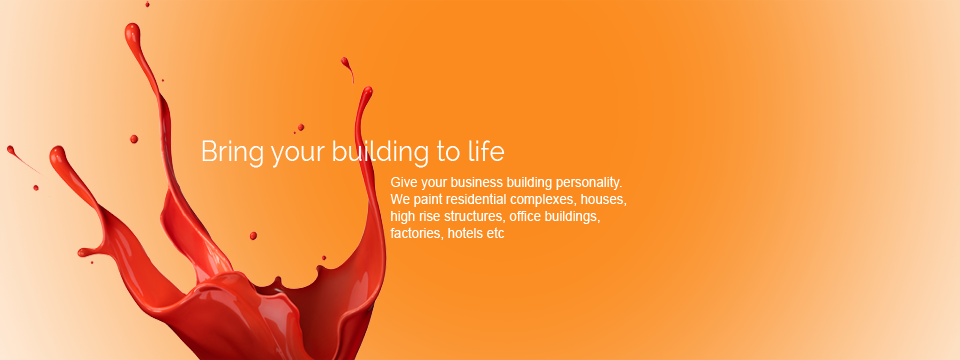 Bring your building to life
Give your business building personality.
We paint residential complexes, houses,
high rise structures, office buildings,
factories, hotels etc